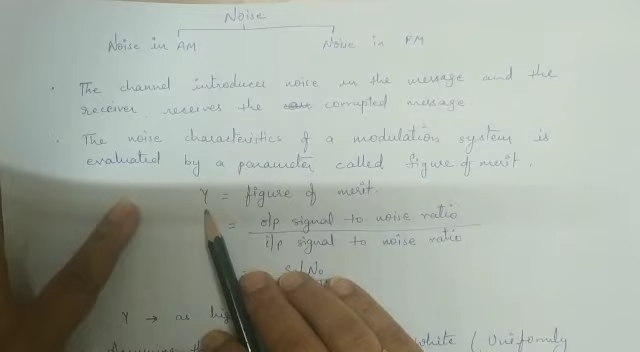 Noise
Noise in AM Noise in FM
. The channel introduces noise in the message and the
receiver receives the corrupted message
. The noise characteristics of a modulation system is
evaluated by a parameter called figure of merit.
γ = figure of merit.
= o/p signal to noise ratio
i/p signal to noise ratio
γ → as
white ( Uniformly